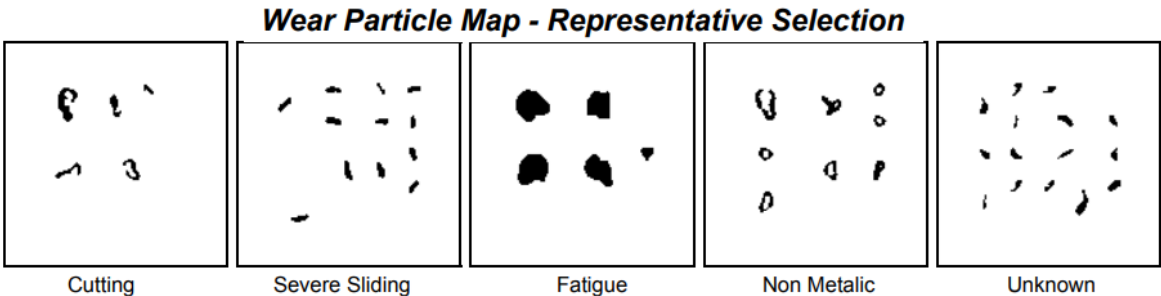 Wear Particle Map - Representative Selection
Cutting
Severe Sliding
Fatigue
Non Metalic
Unknown